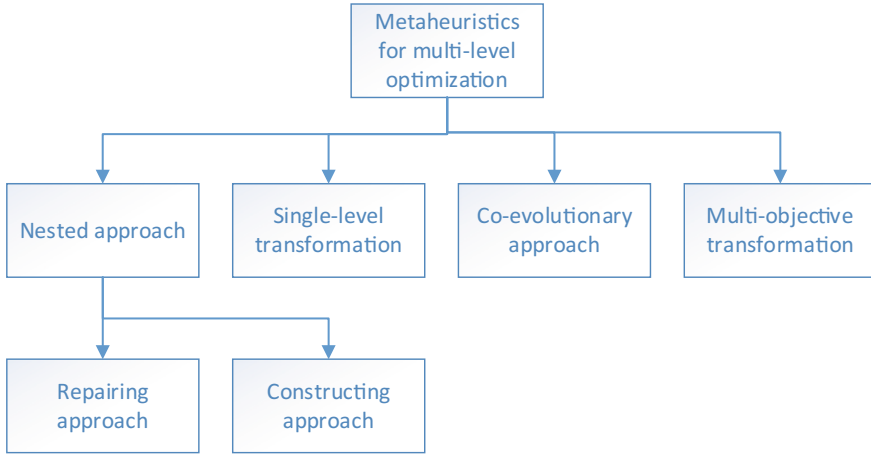 Metaheuristics
for multi-level
optimization
Nested approach
Single-level
transformation
Co-evolutionary
approach
Multi-objective
transformation
Repairing
approach
Constructing
approach